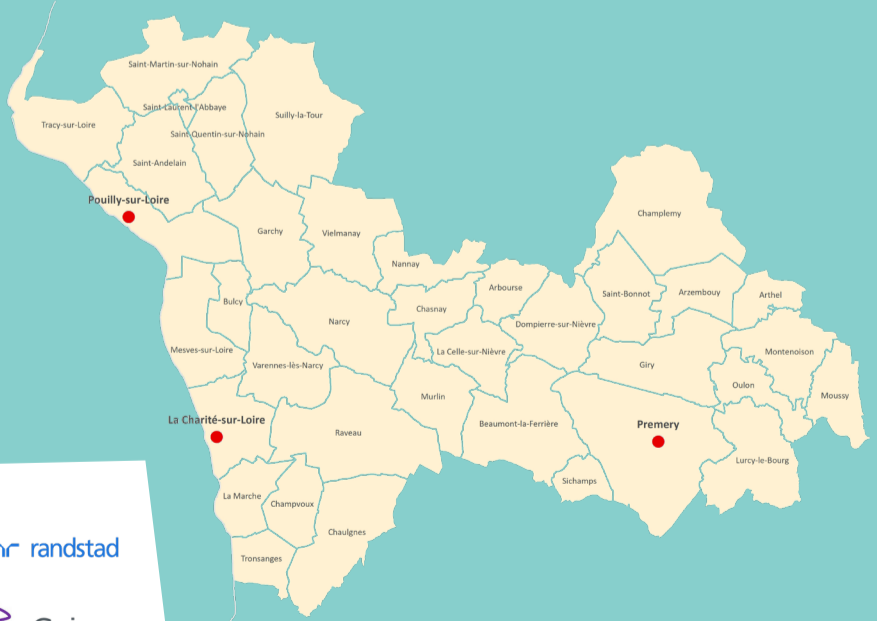 Saint-Martin-sur-Nohain
Saint-Laurent-l'Abbaye
Suilly-la-Tour
Tracy-sur-Loire
Saint-Quentin-sur-Nohain
Saint-Andelain
Pouilly-sur-Loire
Champlemy
Garchy
Vielmanay
Nannay
Arbourse
Saint-Bonnot
Arzembouy
Arthel
Bulcy
Chasnay
Narcy
Dompierre-sur-Nièvre
Mesves-sur-Loire
La Celle-sur-Nièvre
Montenoison
Varennes-lès-Narcy
Giry
Oulon
Murlin
Moussy
La Charité-sur-Loire
Beaumont-la-Ferrière
Premery
Raveau
Lurcy-le-Bourg
Sichamps
La Marche
Champvoux
Chaulgnes
Tronsanges
randstad